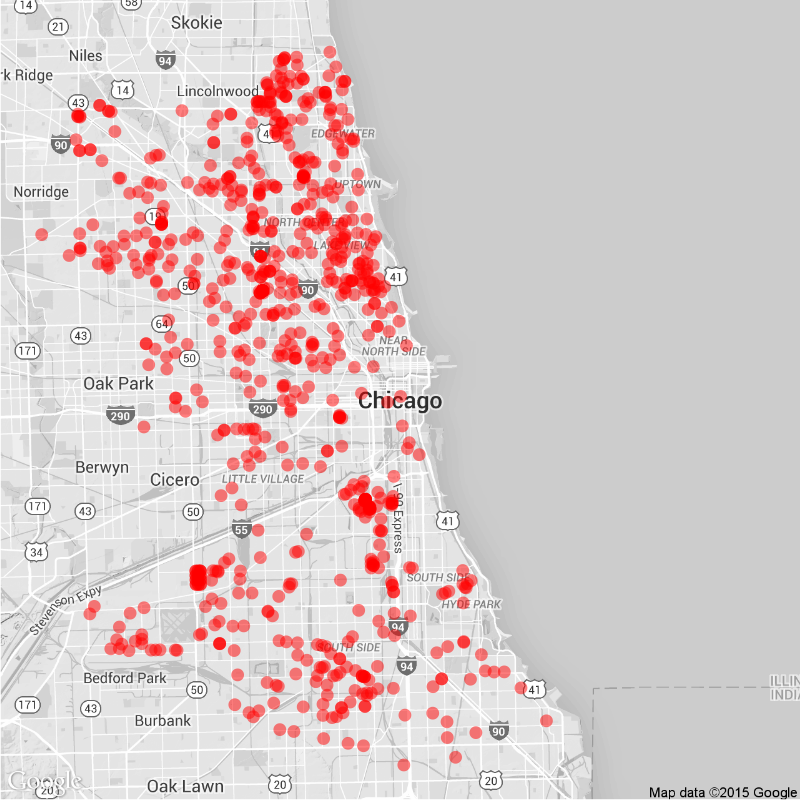 14
58
21
Skokie
Niles
94
rk Ridge
14
Lincolnwood
43
90
EDGEWATER
Norridge
UPTOWN
19
NORTH CENTER
LAKEVIEW
41
50
90
64
43
171
50
NEAR
NORTH SIDE
Oak Park
290
290
Chicago
Berwyn
Cicero
LITTLE VILLAGE
171
43
50
I-90 Express
41
55
34
SOUTH SIDE
Stevenson Expy
HYDE PARK
94
SOUTH SIDE
94
Bedford Park
50
41
ILLIN
INDIA
171
43
Burbank
90
Google
20
Oak Lawn
20
20
Map data ©2015 Google